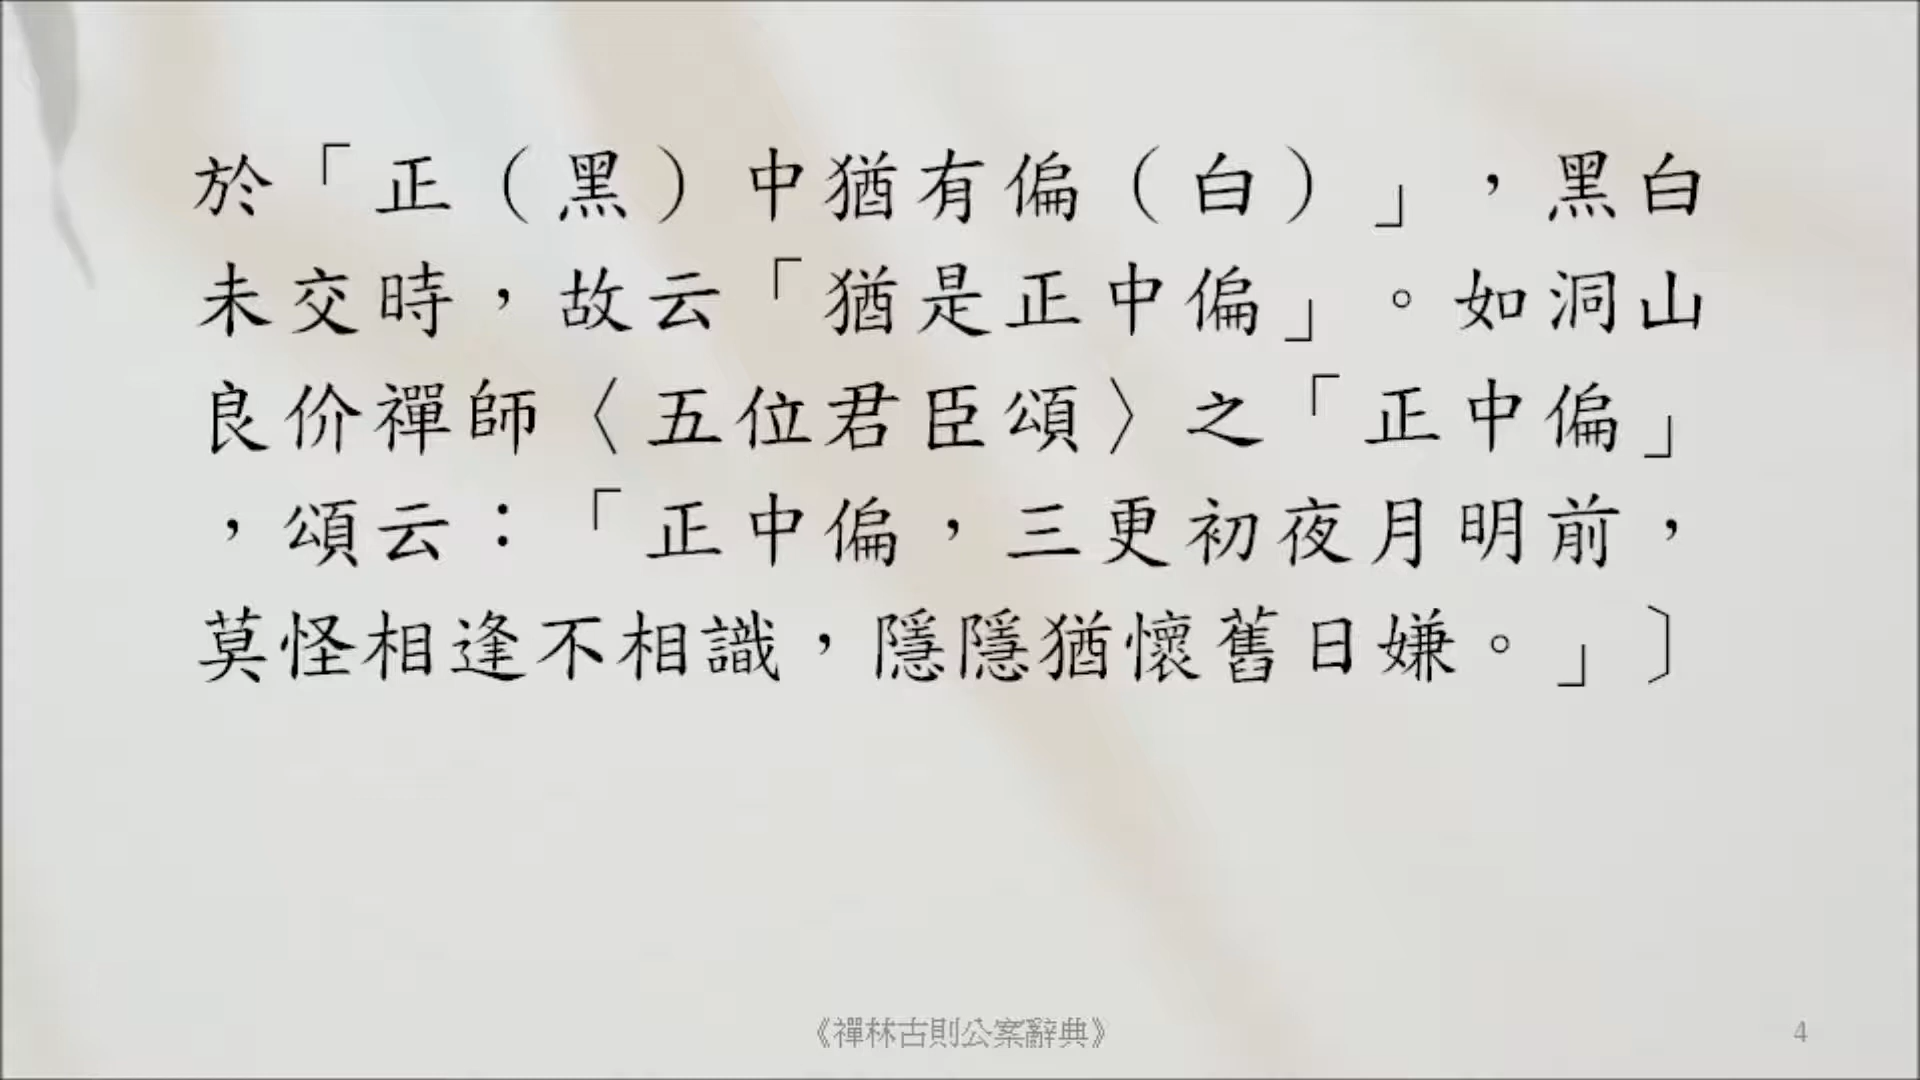 於「正（黑）中猶有偏（白）」，黑白
未交時，故云「猶是正中偏」。如洞山
良价禪師〈五位君臣頌〉之「正中偏」
，頌云：「正中偏，三更初夜月明前，
莫怪相逢不相識，隱隱猶懷舊日嫌。」〕
《禪林古則公案辭典》
4